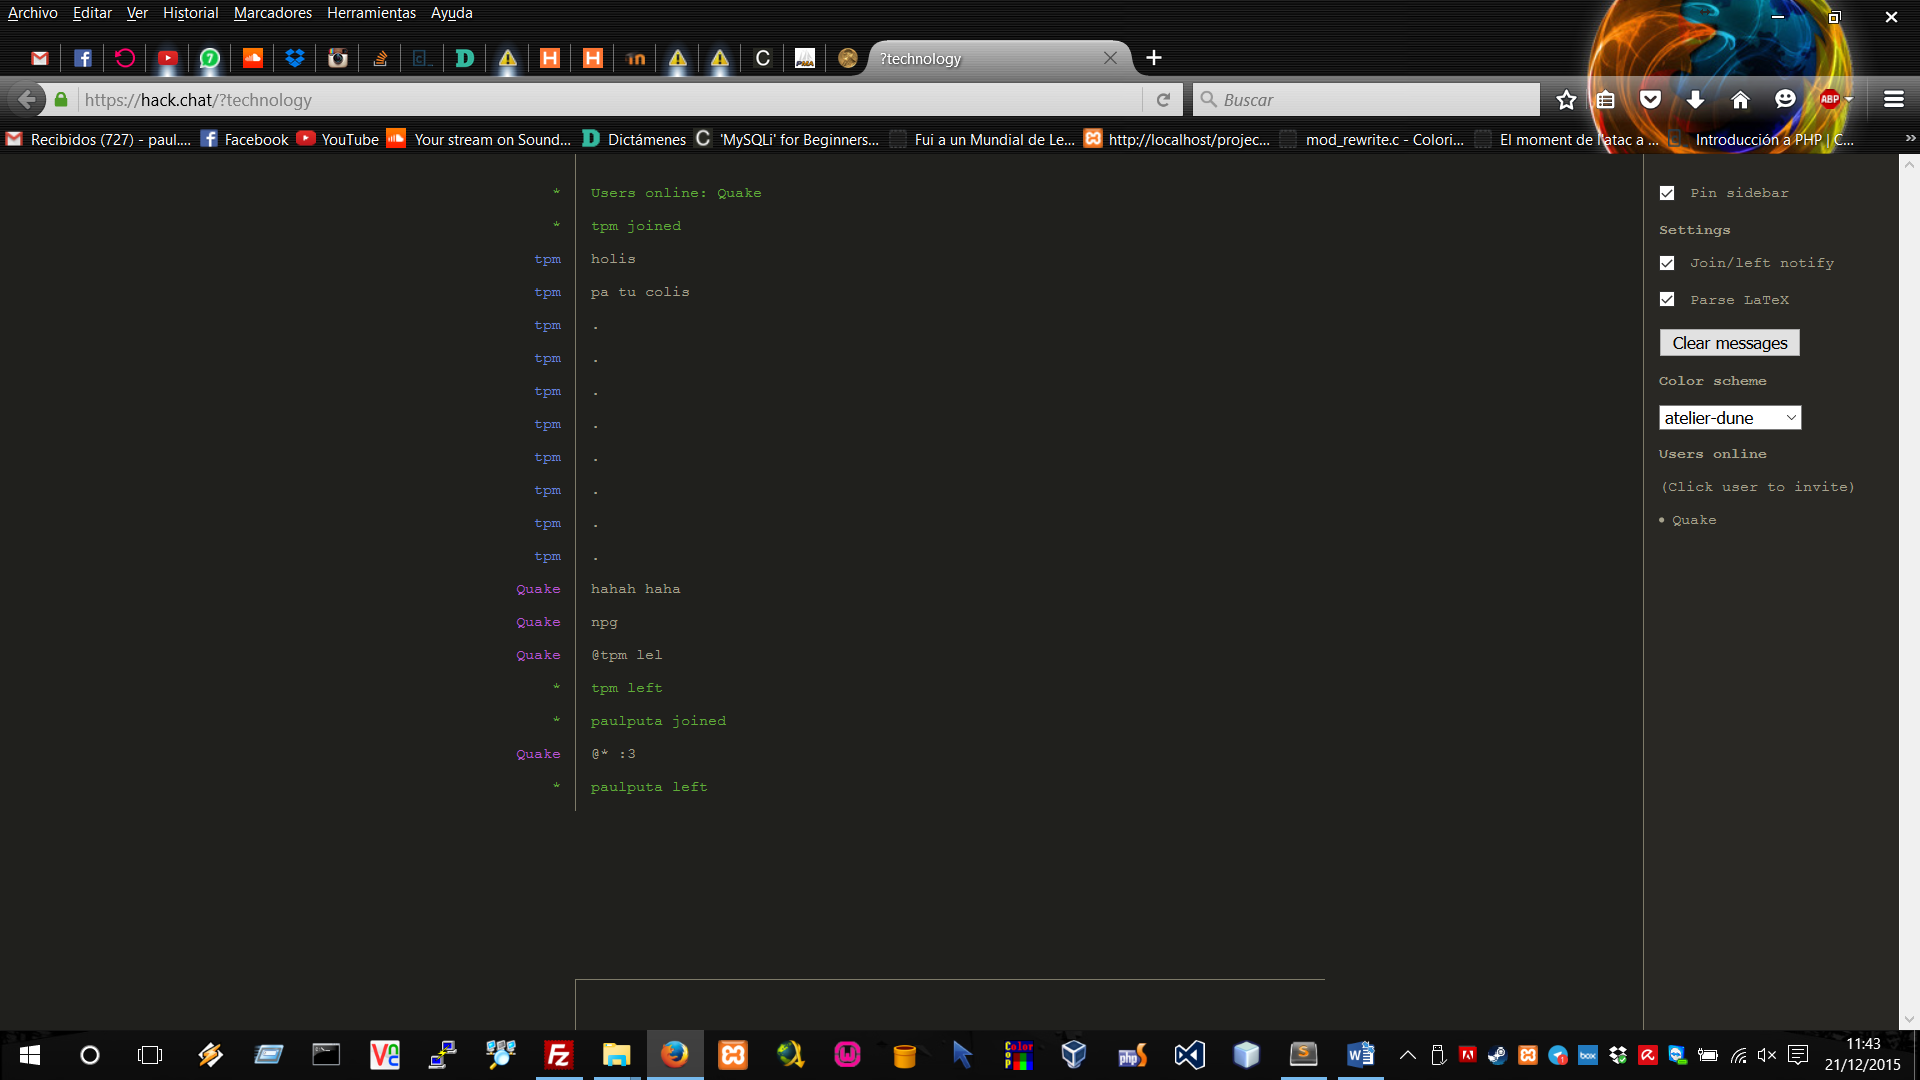 Archivo Editar Ver Historial Marcadores Herramientas Ayuda
?technology
https://hack.chat/?technology
Buscar
ABP
Recibidos (727) - paul.... Facebook YouTube Your stream on Sound... Dictámenes 'MySQLi' for Beginners... Fui a un Mundial de Le... http://localhost/projec... mod_rewrite.c - Colori... El moment de l'atac a ... Introducción a PHP | C...
* Users online: Quake
* tpm joined
tpm holis
tpm pa tu colis
tpm .
tpm .
tpm .
tpm .
tpm .
tpm .
tpm .
tpm .
Quake hahah haha
Quake npg
Quake @tpm lel
* tpm left
* paulputa joined
Quake @* :3
* paulputa left
Pin sidebar
Settings
Join/left notify
Parse LaTeX
Clear messages
Color scheme
atelier-dune
Users online
(Click user to invite)
• Quake
11:43
21/12/2015